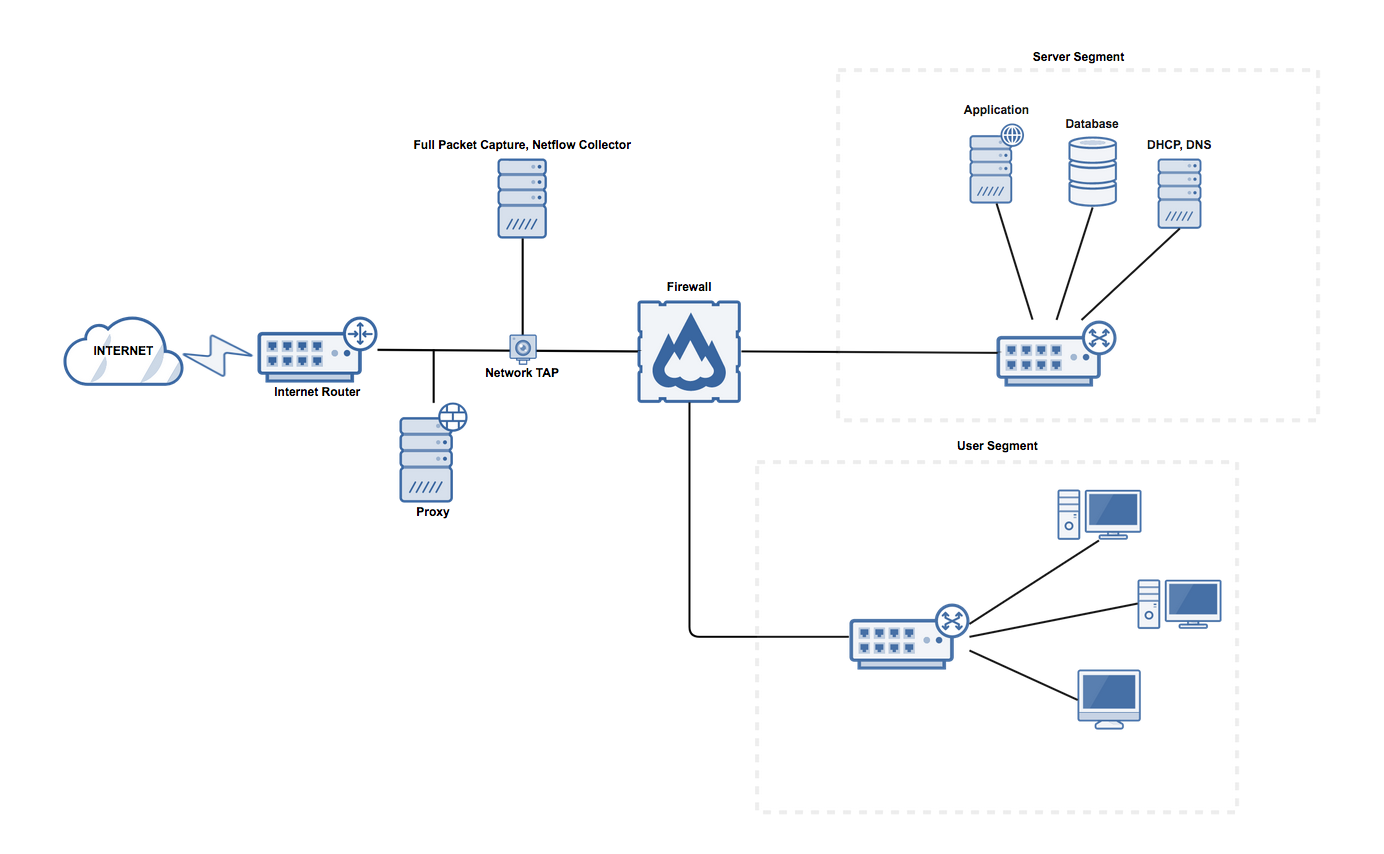 Server Segment
Application
Database
DHCP, DNS
Full Packet Capture, Netflow Collector
Firewall
INTERNET
Network TAP
Internet Router
Proxy
User Segment